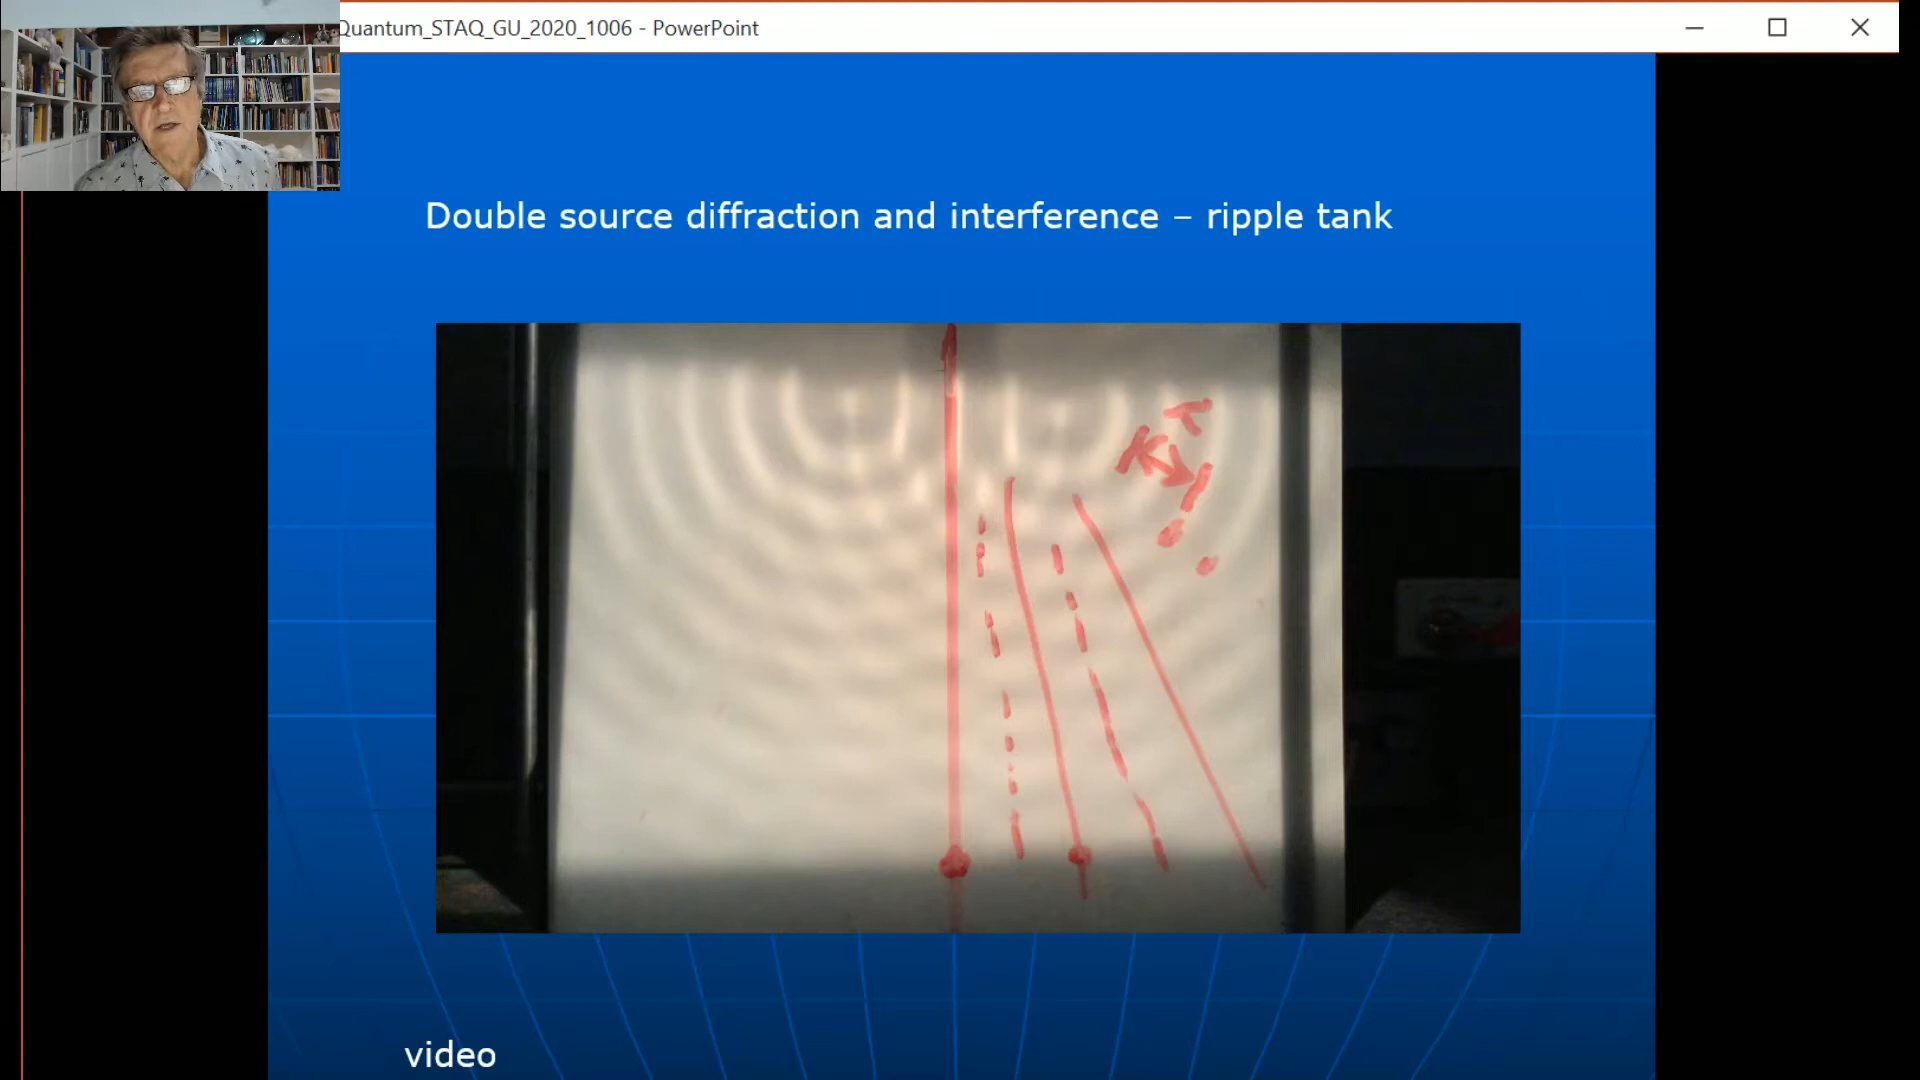 Quantum_STAQ_GU_2020_1006 - PowerPoint
Double source diffraction and interference – ripple tank
video